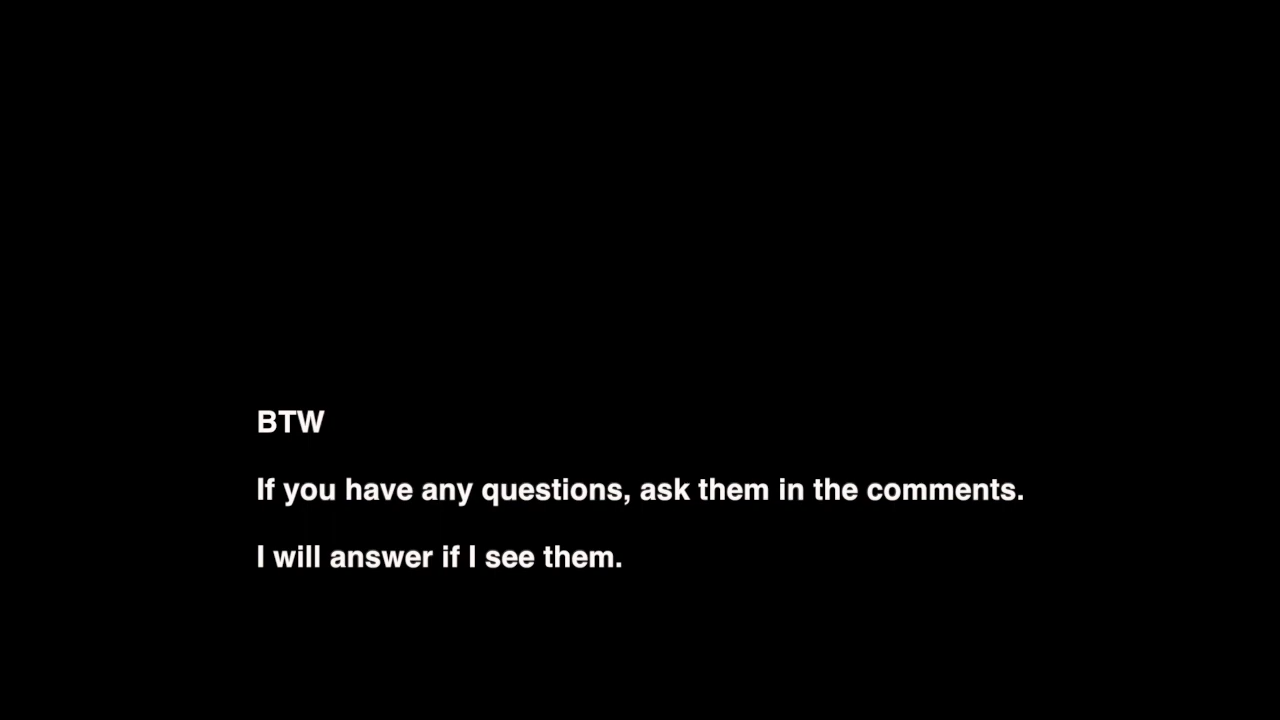 BTW
If you have any questions, ask them in the comments.
I will answer if I see them.